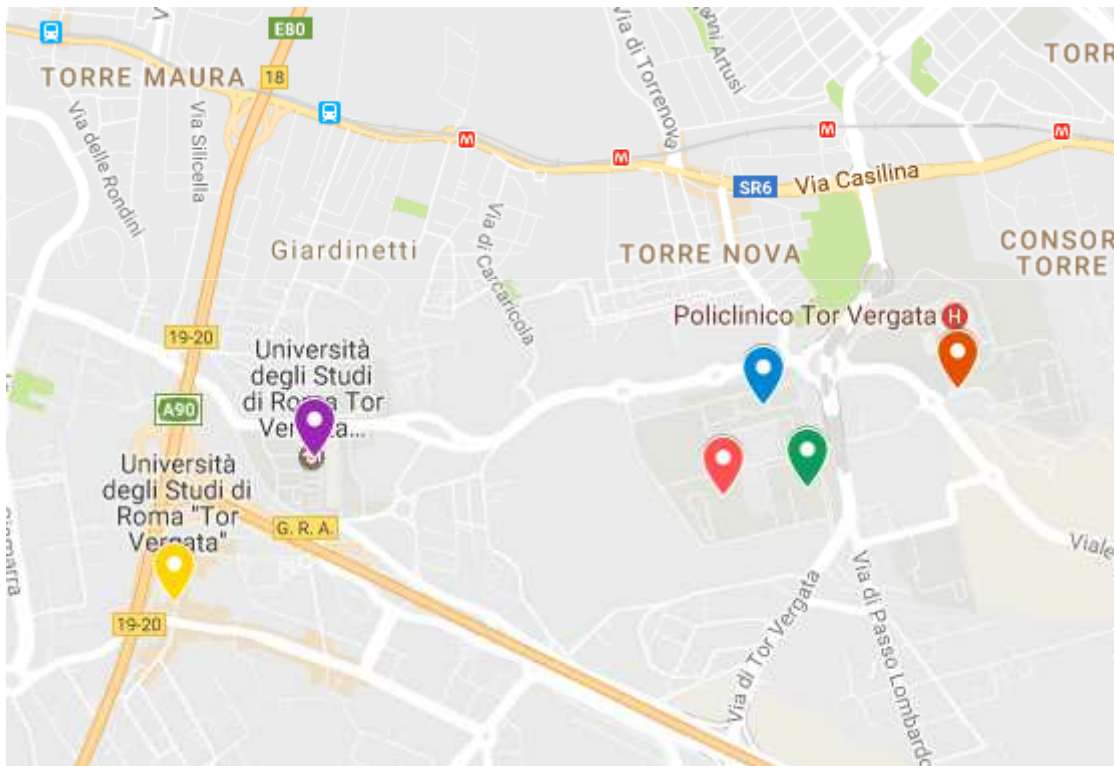 E80
TORRE MAURA
18
Via delle Rondini
Via Silicella
Via di Torrenova
anni Artusi
TORR
M
M
M
M
SR6
Via Casilina
Giardinetti
Via di Carcaricola
TORRE NOVA
CONSOR
TORRE
Policlinico Tor Vergata H
19-20
Università
degli Studi
di Roma Tor
Vergata...
A90
Università
degli Studi di
Roma "Tor
Vergata"
G. R. A.
Viale
19-20
Via di Tor Vergata
Via di Passo Lombardo